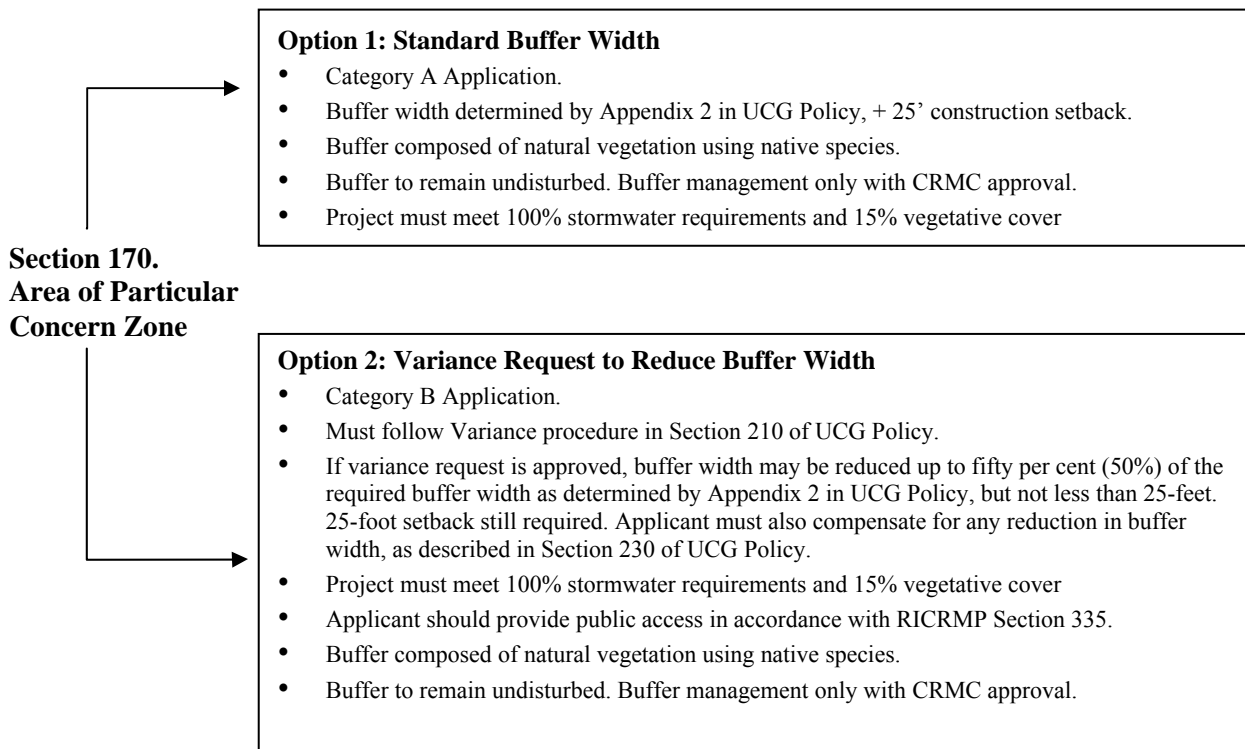 Option 1: Standard Buffer Width
• Category A Application.
• Buffer width determined by Appendix 2 in UCG Policy, + 25’ construction setback.
• Buffer composed of natural vegetation using native species.
• Buffer to remain undisturbed. Buffer management only with CRMC approval.
• Project must meet 100% stormwater requirements and 15% vegetative cover
Section 170.
Area of Particular
Concern Zone
Option 2: Variance Request to Reduce Buffer Width
• Category B Application.
• Must follow Variance procedure in Section 210 of UCG Policy.
• If variance request is approved, buffer width may be reduced up to fifty per cent (50%) of the
required buffer width as determined by Appendix 2 in UCG Policy, but not less than 25-feet.
25-foot setback still required. Applicant must also compensate for any reduction in buffer
width, as described in Section 230 of UCG Policy.
• Project must meet 100% stormwater requirements and 15% vegetative cover
• Applicant should provide public access in accordance with RICRMP Section 335.
• Buffer composed of natural vegetation using native species.
• Buffer to remain undisturbed. Buffer management only with CRMC approval.